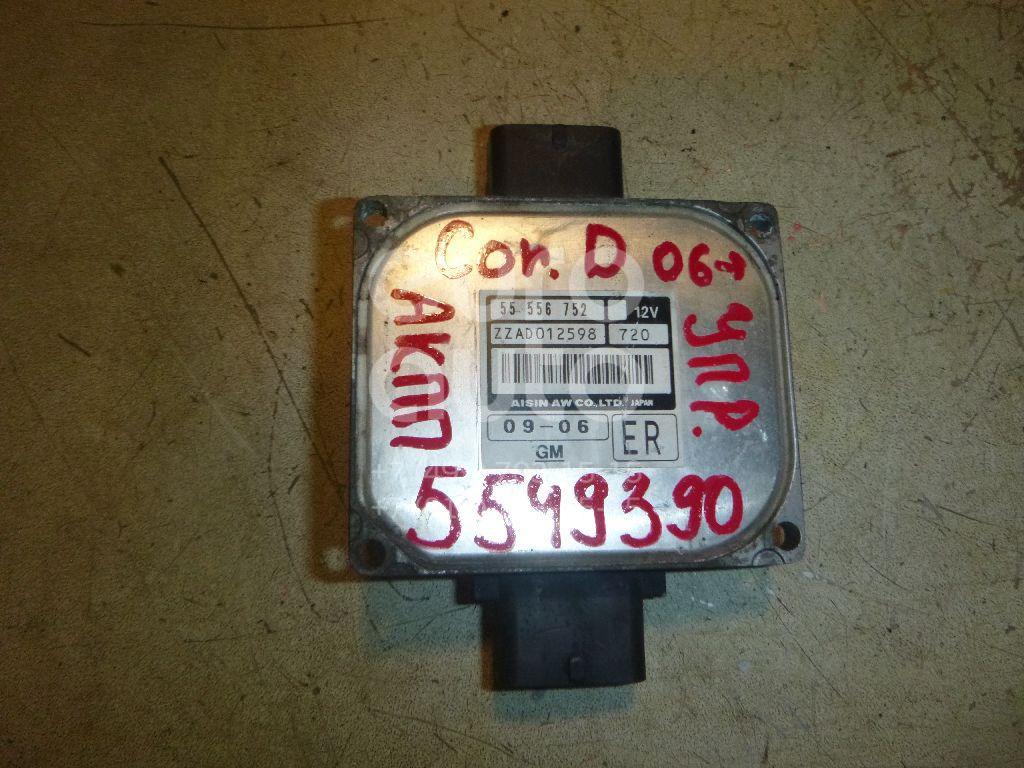 Cor. D 06→
АКПП
УПР.
55 556 752 12V
ZZAD012598 720
AISIN AW CO.,LTD. JAPAN
09-06 ER
GM
5549390